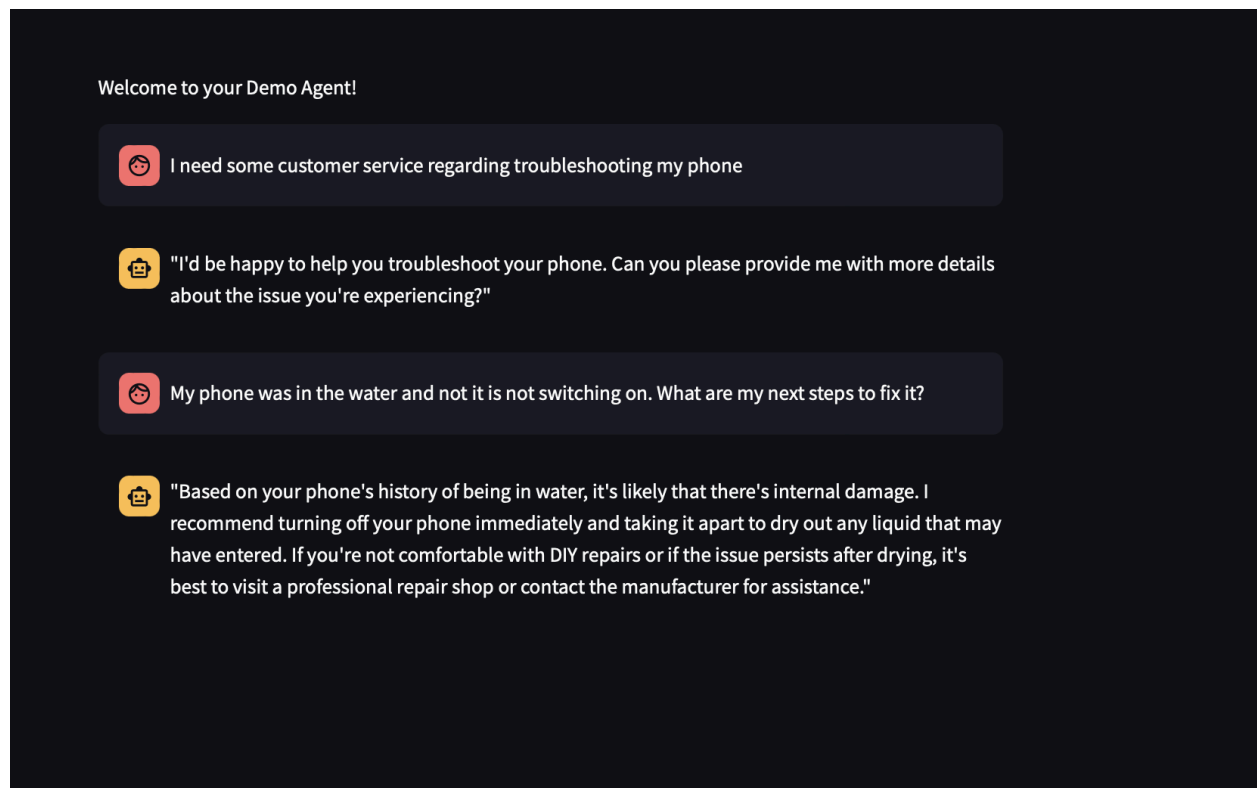 Welcome to your Demo Agent!
I need some customer service regarding troubleshooting my phone
"I'd be happy to help you troubleshoot your phone. Can you please provide me with more details
about the issue you're experiencing?"
My phone was in the water and not it is not switching on. What are my next steps to fix it?
"Based on your phone's history of being in water, it's likely that there's internal damage. I
recommend turning off your phone immediately and taking it apart to dry out any liquid that may
have entered. If you're not comfortable with DIY repairs or if the issue persists after drying, it's
best to visit a professional repair shop or contact the manufacturer for assistance."